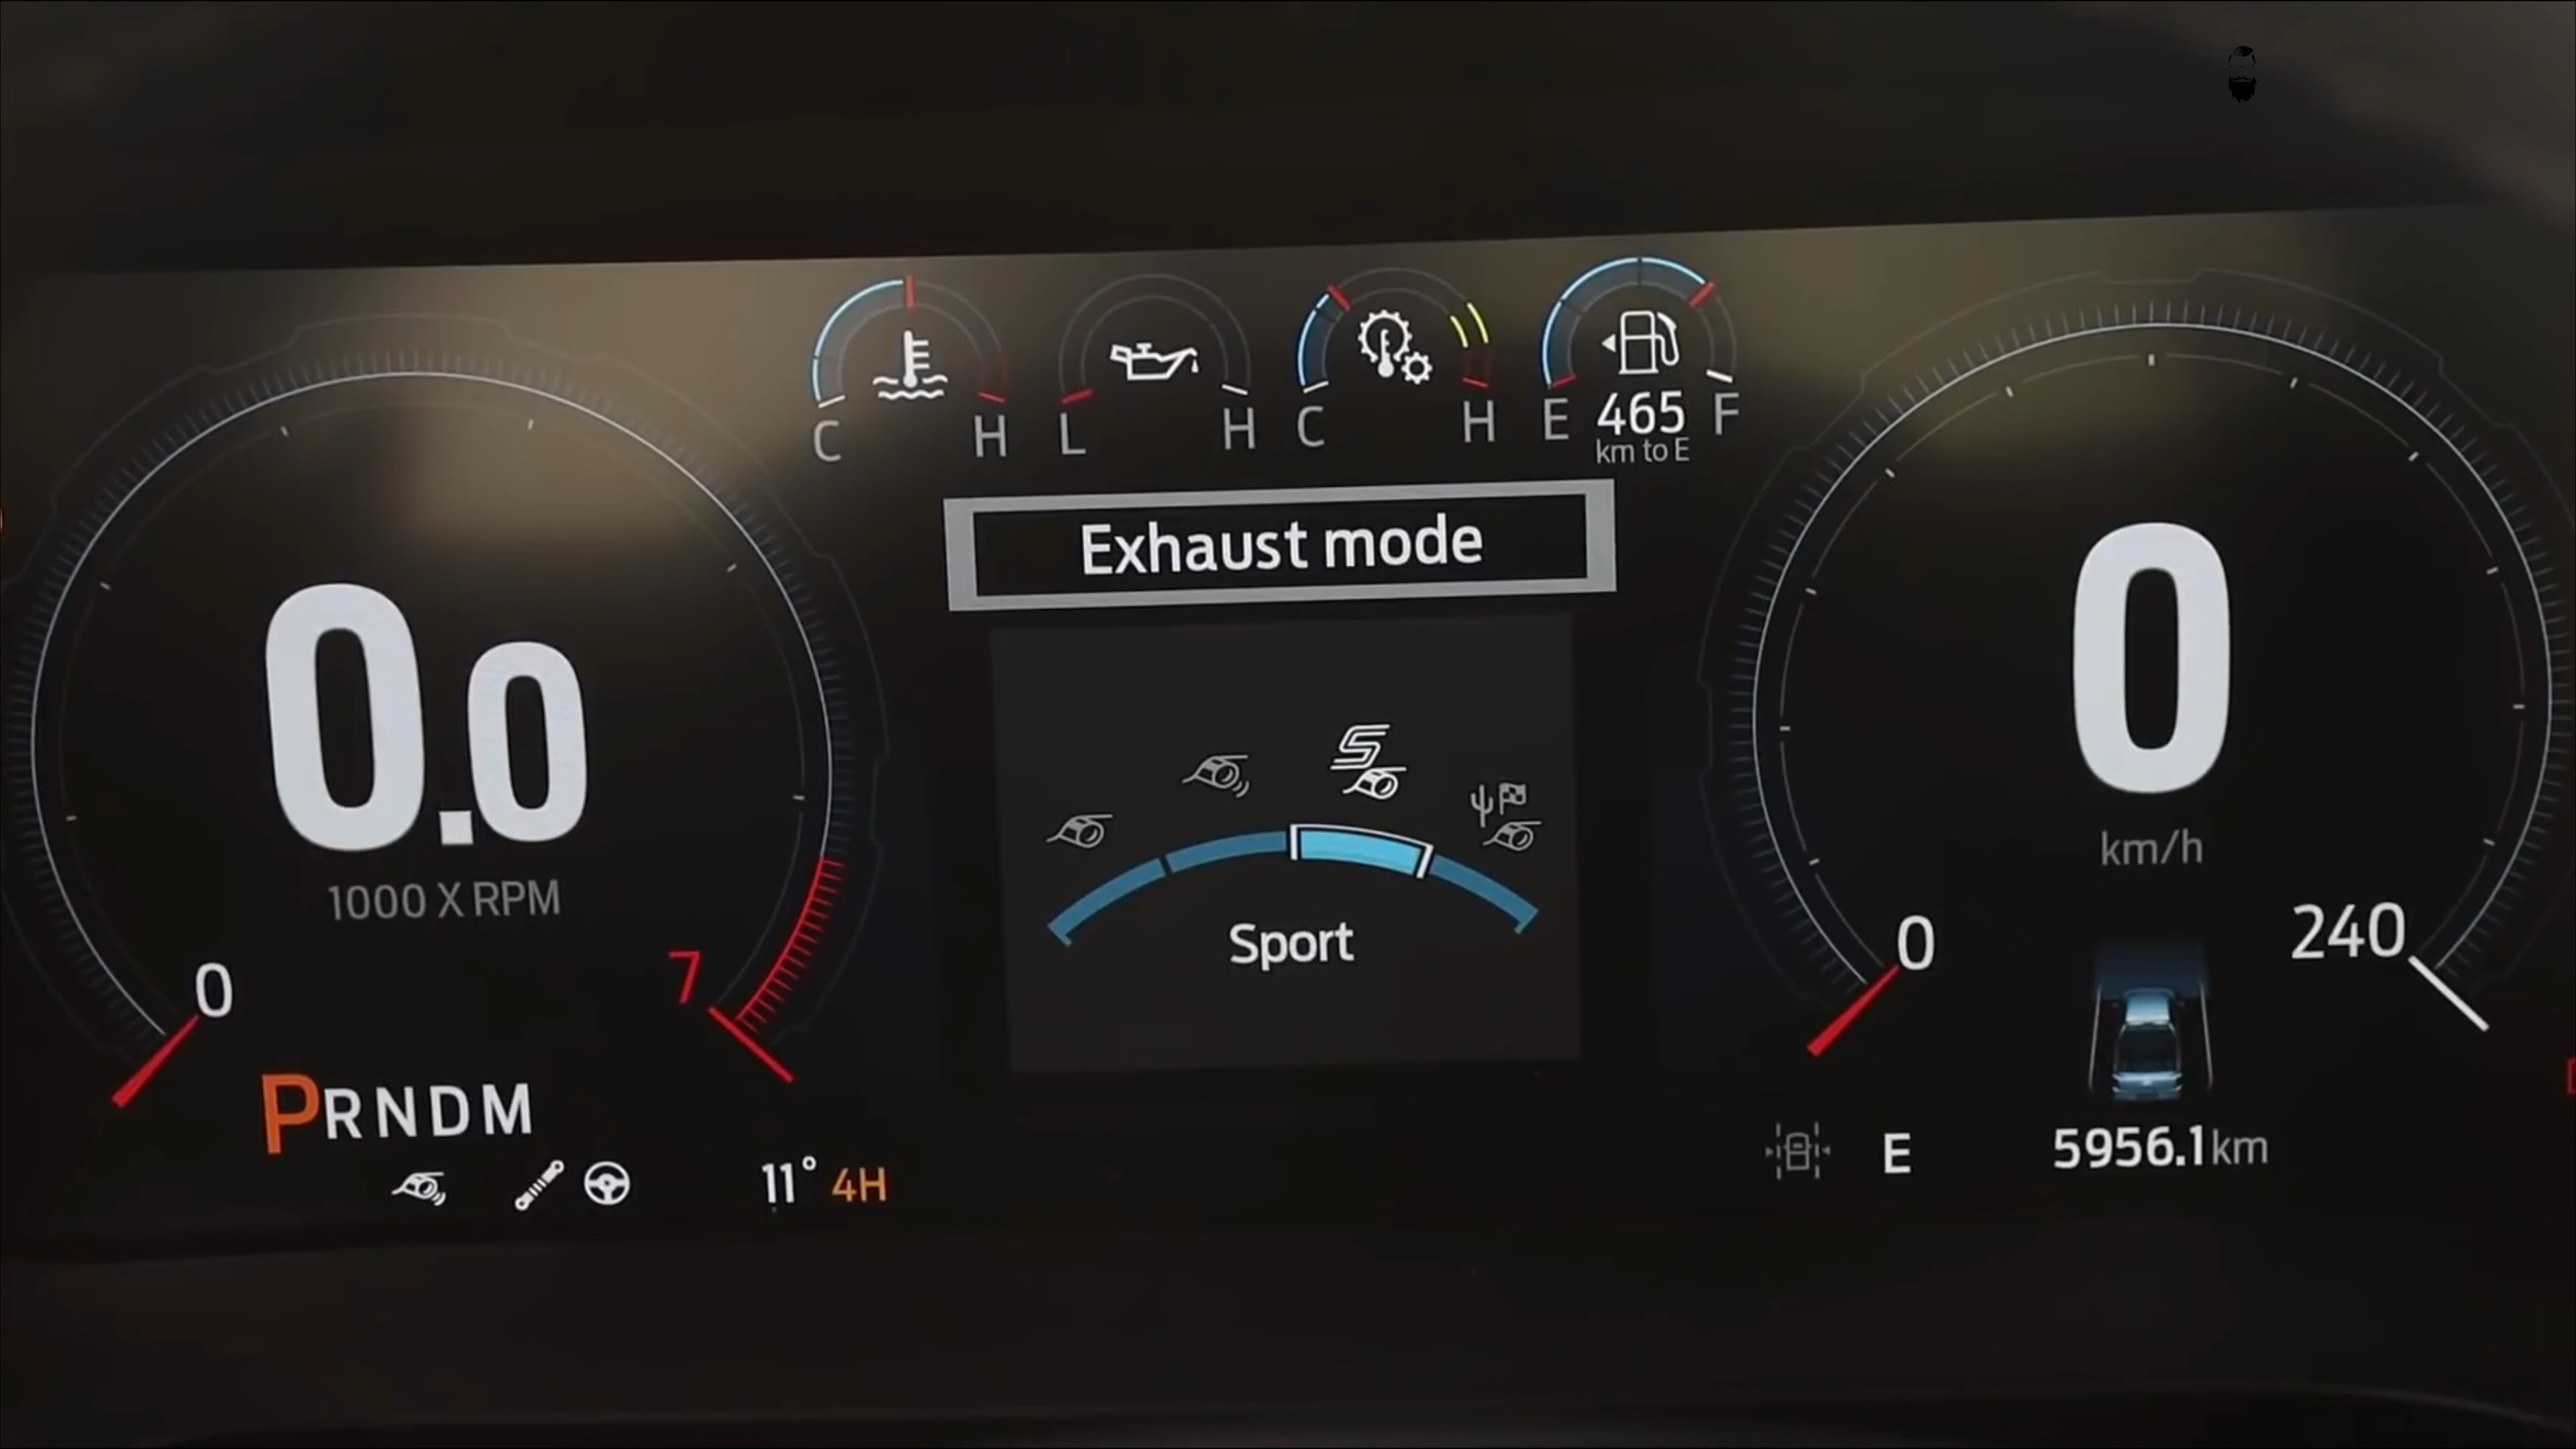 C H L H C H E 465 F
km to E
Exhaust mode
0.0
1000 X RPM
0 7
Sport
0
km/h
0 240
PRNDM
11° 4H
E 5956.1km